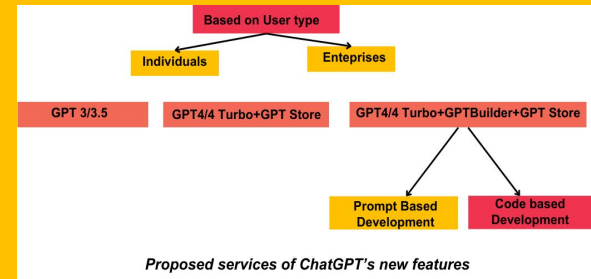 Based on User type
Individuals
Enteprises
GPT 3/3.5
GPT4/4 Turbo+GPT Store
GPT4/4 Turbo+GPTBuilder+GPT Store
Prompt Based
Development
Code based
Development
Proposed services of ChatGPT's new features